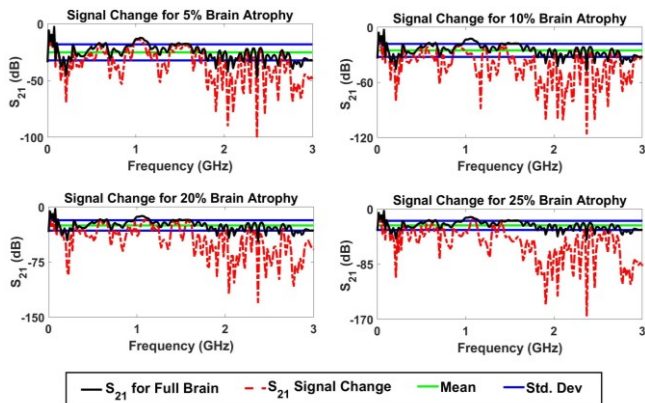 Signal Change for 5% Brain Atrophy
0
-50
-100
S21 (dB)
0 1 2 3
Frequency (GHz)
Signal Change for 10% Brain Atrophy
0
-60
-120
S21 (dB)
0 1 2 3
Frequency (GHz)
Signal Change for 20% Brain Atrophy
0
-75
-150
S21 (dB)
0 1 2 3
Frequency (GHz)
Signal Change for 25% Brain Atrophy
0
-85
-170
S21 (dB)
0 1 2 3
Frequency (GHz)
S21 for Full Brain S21 Signal Change Mean Std. Dev